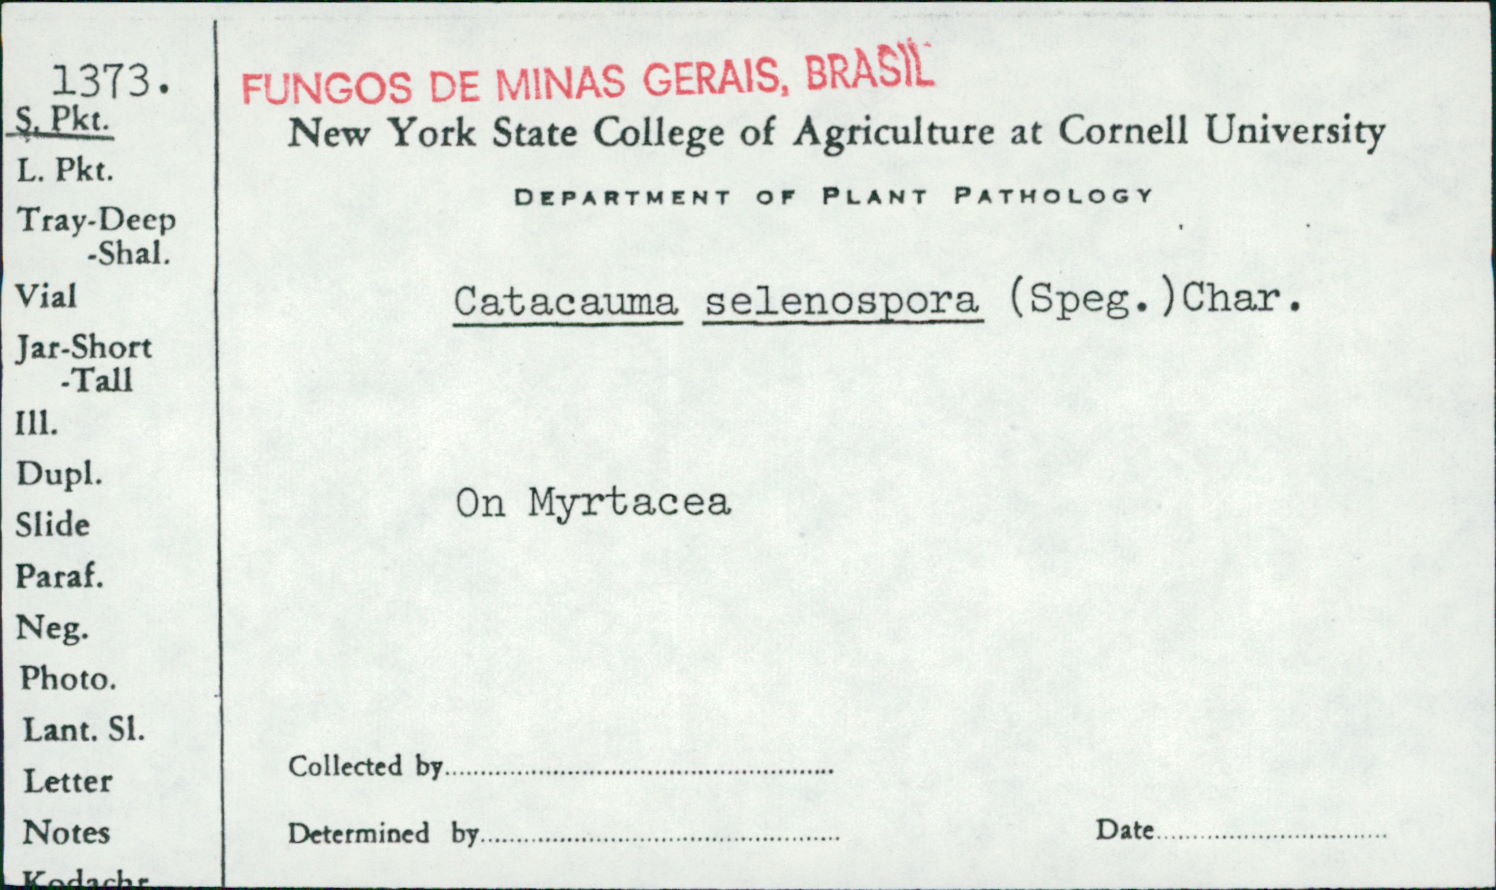 1373.
S. Pkt.
L. Pkt.
Tray-Deep
-Shal.
Vial
Jar-Short
-Tall
Ill.
Dupl.
Slide
Paraf.
Neg.
Photo.
Lant. Sl.
Letter
Notes
Kodachr
FUNGOS DE MINAS GERAIS, BRASIL
New York State College of Agriculture at Cornell University
DEPARTMENT OF PLANT PATHOLOGY
Catacauma selenospora (Speg.)Char.
On Myrtacea
Collected by
Determined by
Date